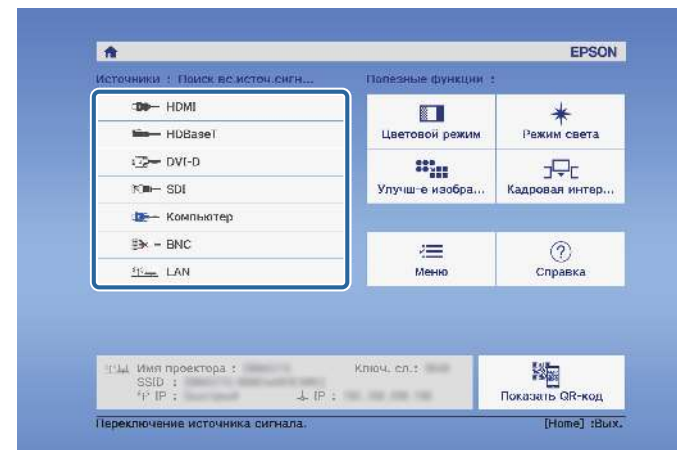 EPSON
Источники : Поиск вс.источ.сигн...
Полезные функции :
HDMI
HDBaseT
DVI-D
SDI
Компьютер
BNC
LAN
Цветовой режим
Режим света
Улучш-е изобра...
Кадровая интер...
Меню
Справка
Имя проектора :
Ключ. сл.:
SSID :
IP :
IP :
Показать QR-код
Переключение источника сигнала.
[Home] :Вых.